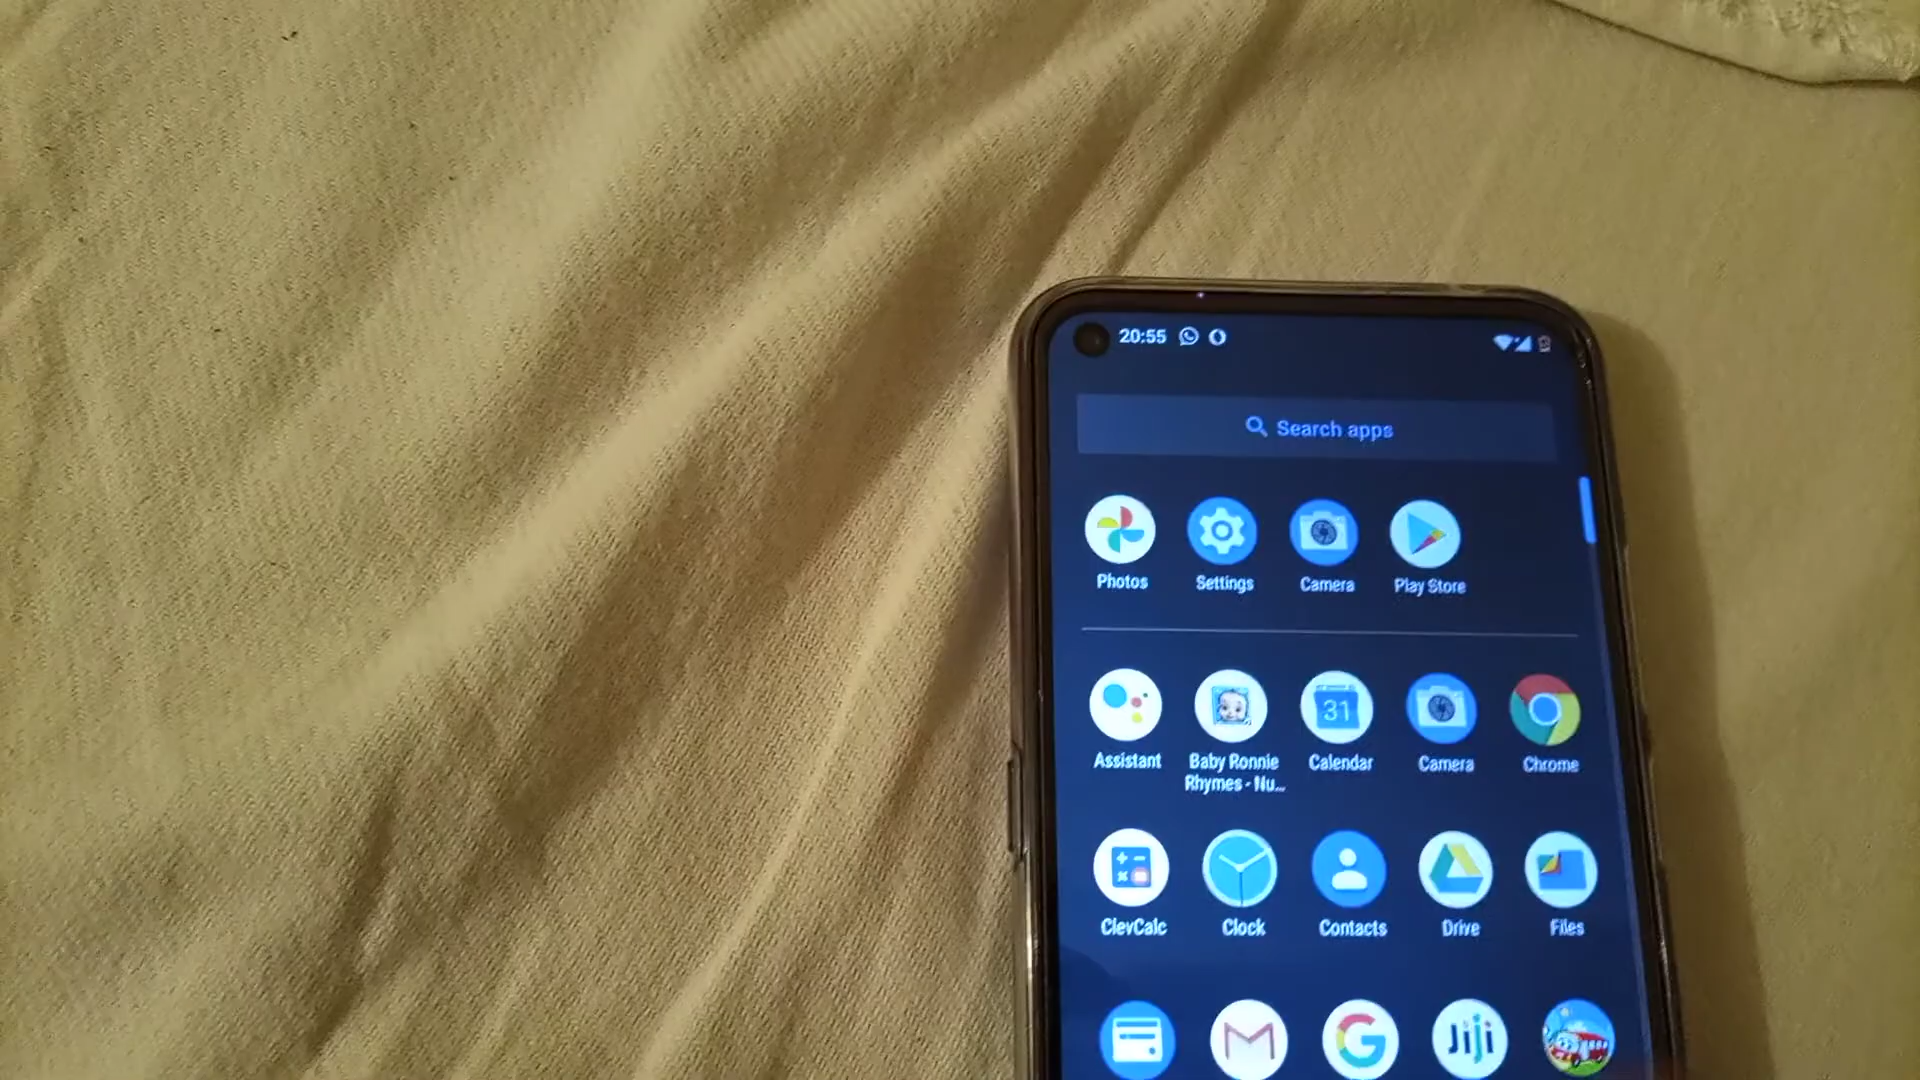 20:55
Search apps
Photos Settings Camera Play Store
Assistant Baby Ronnie Calendar Camera Chrome
Rhymes - Nu...
31
ClevCalc Clock Contacts Drive Files
G Jiji